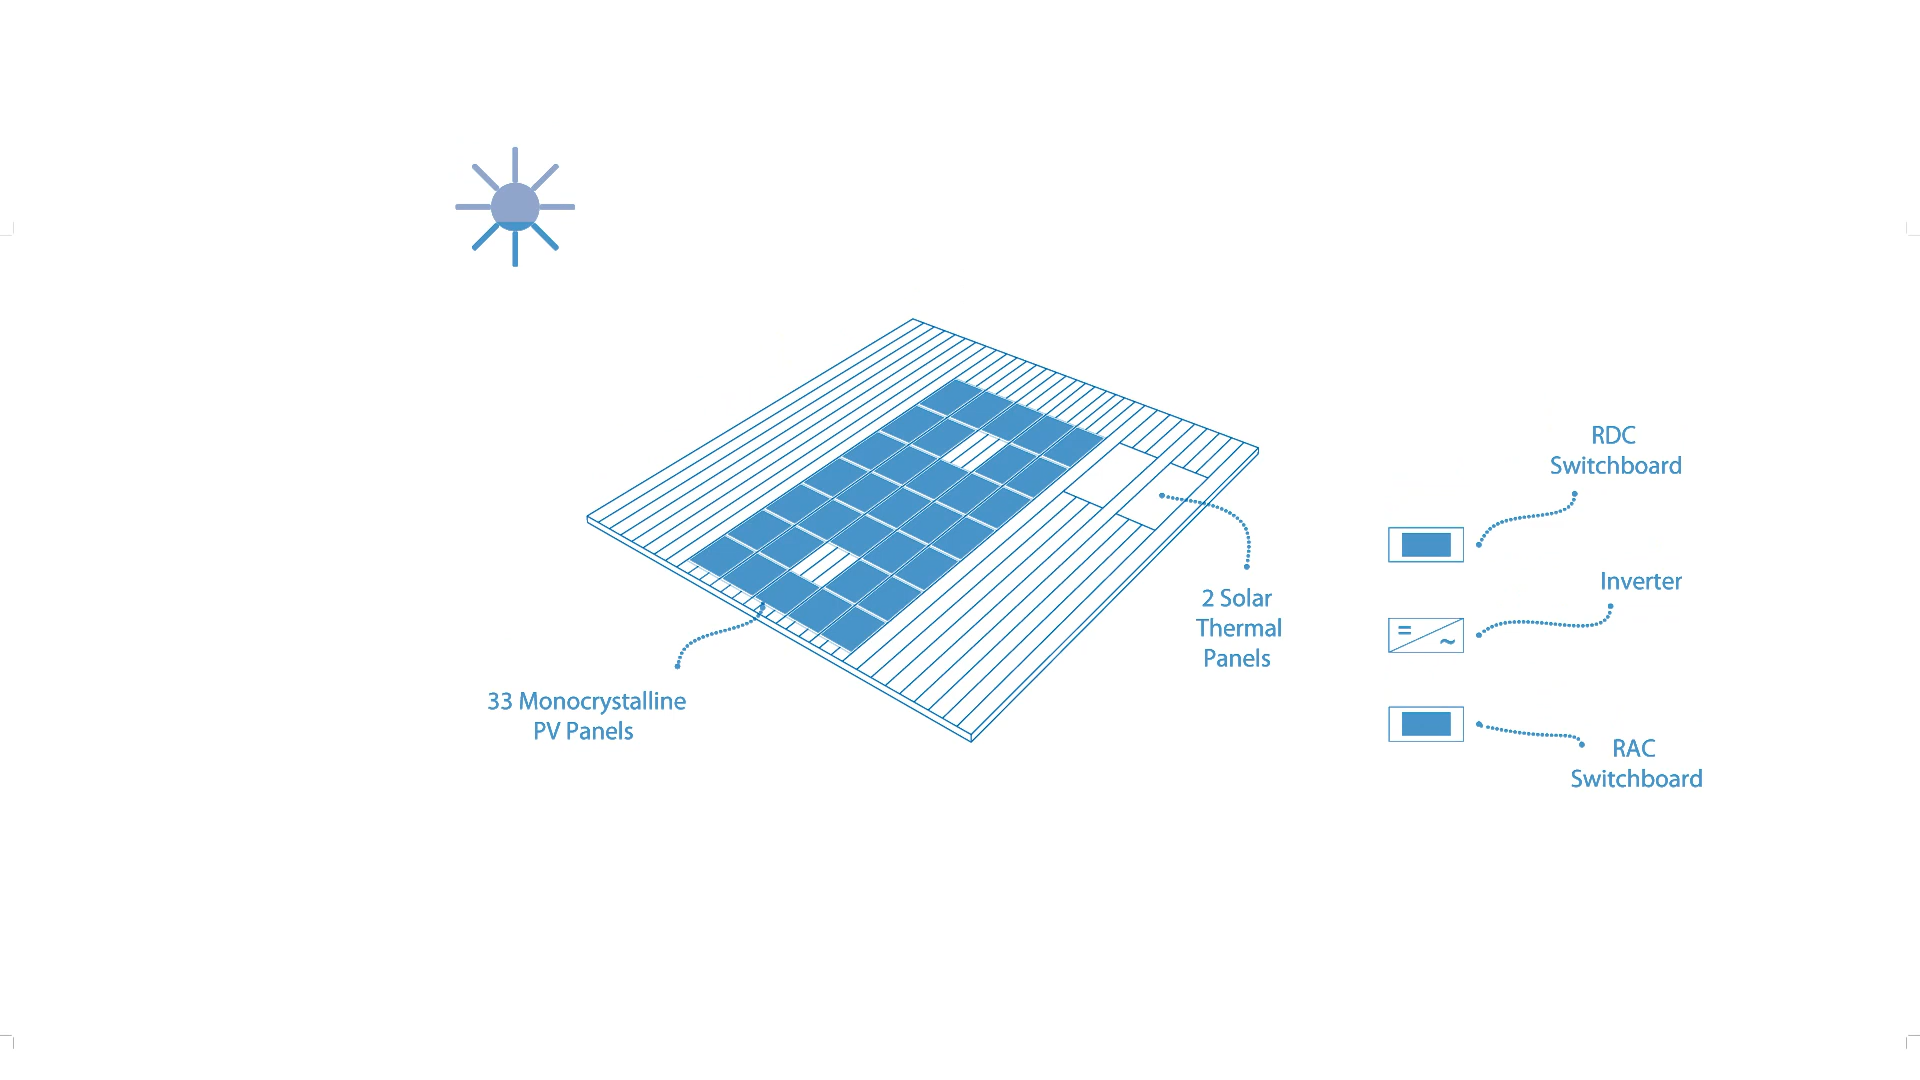 RDC
Switchboard
Inverter
2 Solar
Thermal
Panels
33 Monocrystalline
PV Panels
RAC
Switchboard